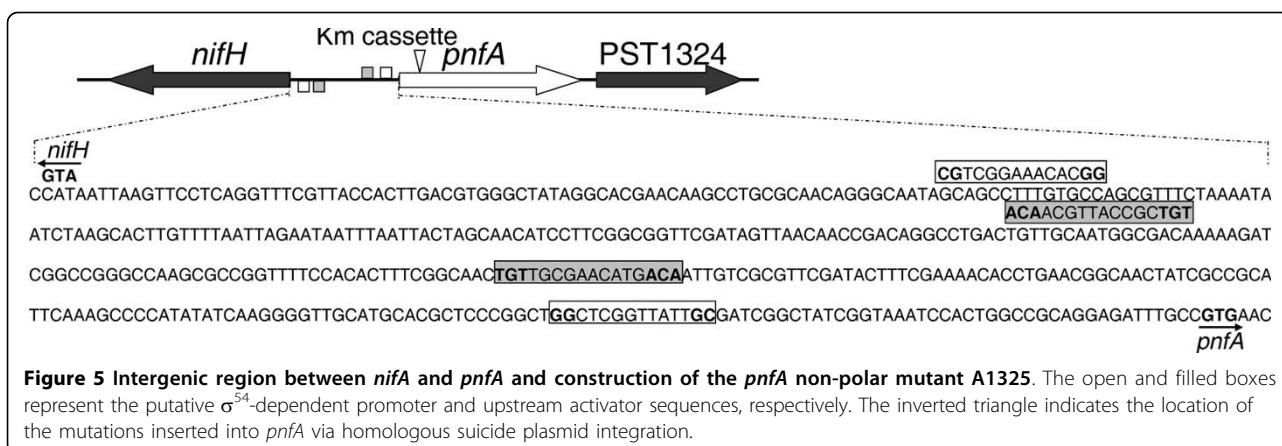 Km cassette
nifH
pnfA
PST1324
nifH
GTA
CGTCGGAAACACGG
CCATAATTAAGTTCCTCAGGTTTCGTTACCACTTGACGTGGGCTATAGGCACGAACAAGCCTGCGCAACAGGGCAATAGCAGCCTTTGTGCCAGCGTTTCTAAAATA
ACAACGTTACCGCTGT
ATCTAAGCACTTGTTTTAATTAGAATAATTTAATTACTAGCAACATCCTTCGGCGGTTCGATAGTTAACAACCGACAGGCCTGACTGTTGCAATGGCGACAAAAAGAT
CGGCCGGGCCAAGCGCCGGTTTTCCACACTTTCGGCAACTGTTGCGAACATGACAATTGTCGCGTTCGATACTTTCGAAAACACCTGAACGGCAACTATCGCCGCA
TTCAAAGCCCCATATATCAAGGGGTTGCATGCACGCTCCCGGCTGGCTCGGTTATTGCGATCGGCTATCGGTAAATCCACTGGCCGCAGGAGATTTGCCGTGAAC
pnfA
Figure 5 Intergenic region between nifA and pnfA and construction of the pnfA non-polar mutant A1325. The open and filled boxes
represent the putative σ54-dependent promoter and upstream activator sequences, respectively. The inverted triangle indicates the location of
the mutations inserted into pnfA via homologous suicide plasmid integration.